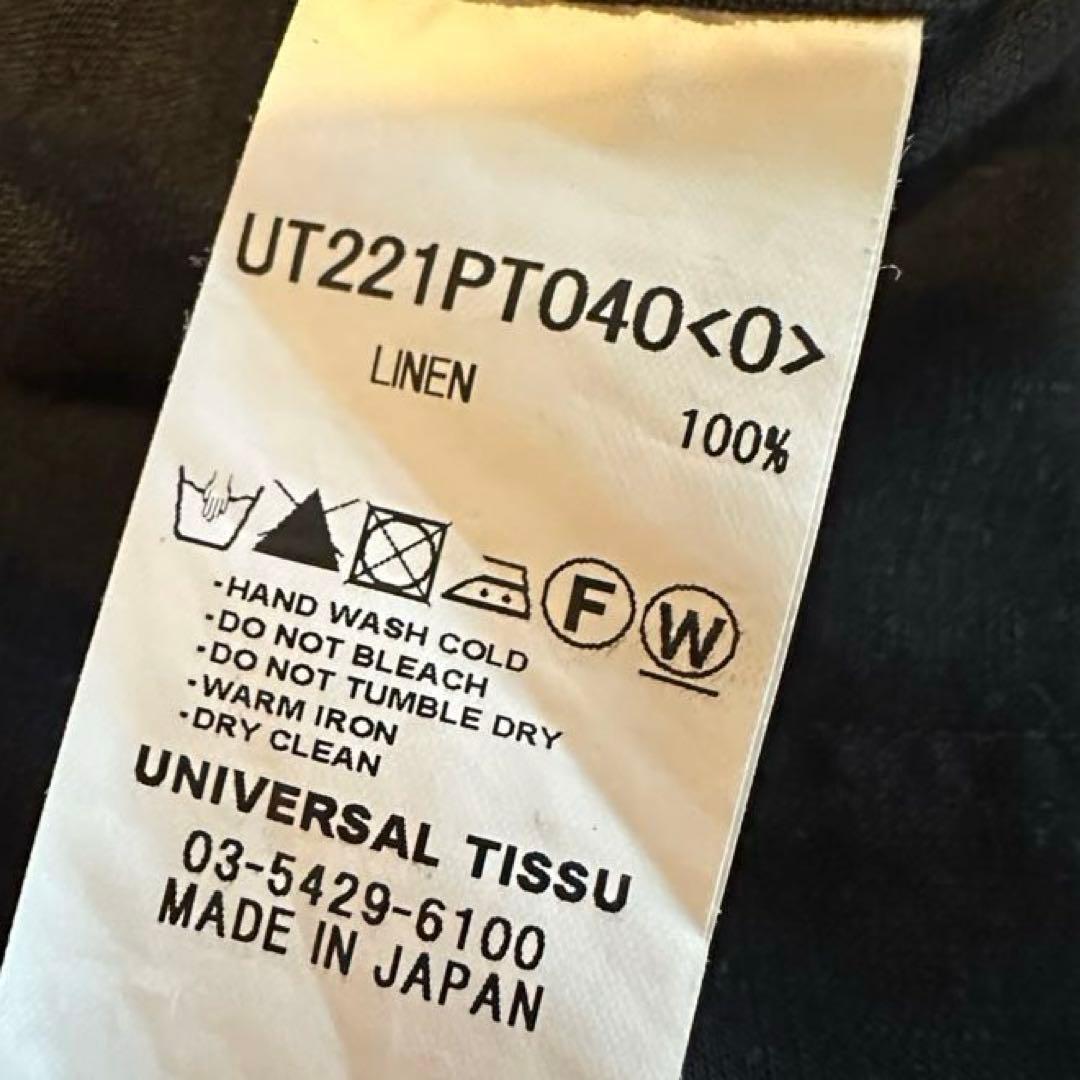 UT221PT040<0>
LINEN 100%
F W
-HAND WASH COLD
-DO NOT BLEACH
-DO NOT TUMBLE DRY
-WARM IRON
-DRY CLEAN
UNIVERSAL TISSU
03-5429-6100
MADE IN JAPAN